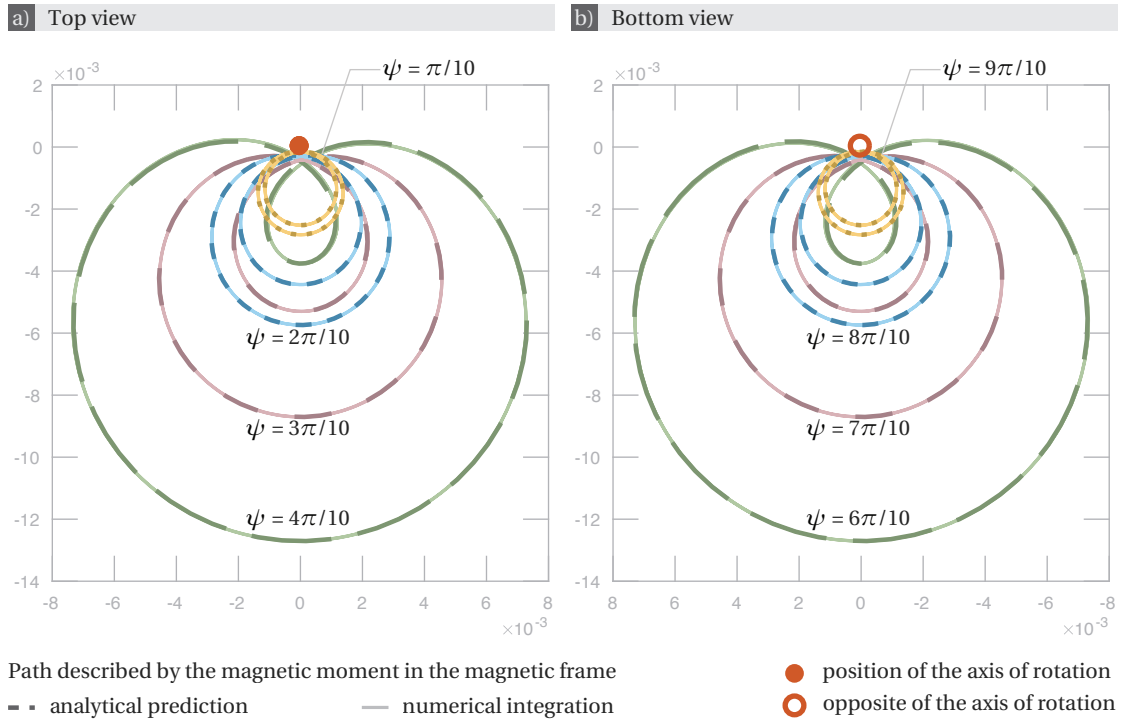 a) Top view
b) Bottom view
×10⁻³
ψ = π/10
×10⁻³
ψ = 9π/10
2
0
-2
-4
-6
-8
-10
-12
-14
ψ = 2π/10
ψ = 3π/10
ψ = 4π/10
-8 -6 -4 -2 0 2 4 6 8
×10⁻³
2
0
-2
-4
-6
-8
-10
-12
-14
ψ = 8π/10
ψ = 7π/10
ψ = 6π/10
8 6 4 2 0 -2 -4 -6 -8
×10⁻³
Path described by the magnetic moment in the magnetic frame
analytical prediction
numerical integration
position of the axis of rotation
opposite of the axis of rotation